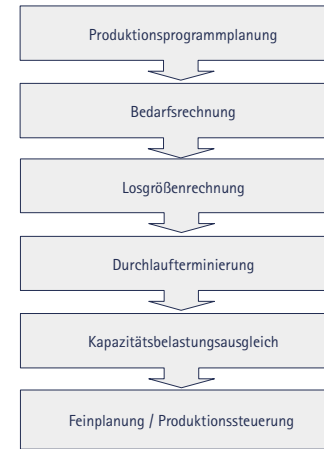 Produktionsprogrammplanung
Bedarfsrechnung
Losgrößenrechnung
Durchlaufterminierung
Kapazitätsbelastungsausgleich
Feinplanung / Produktionssteuerung